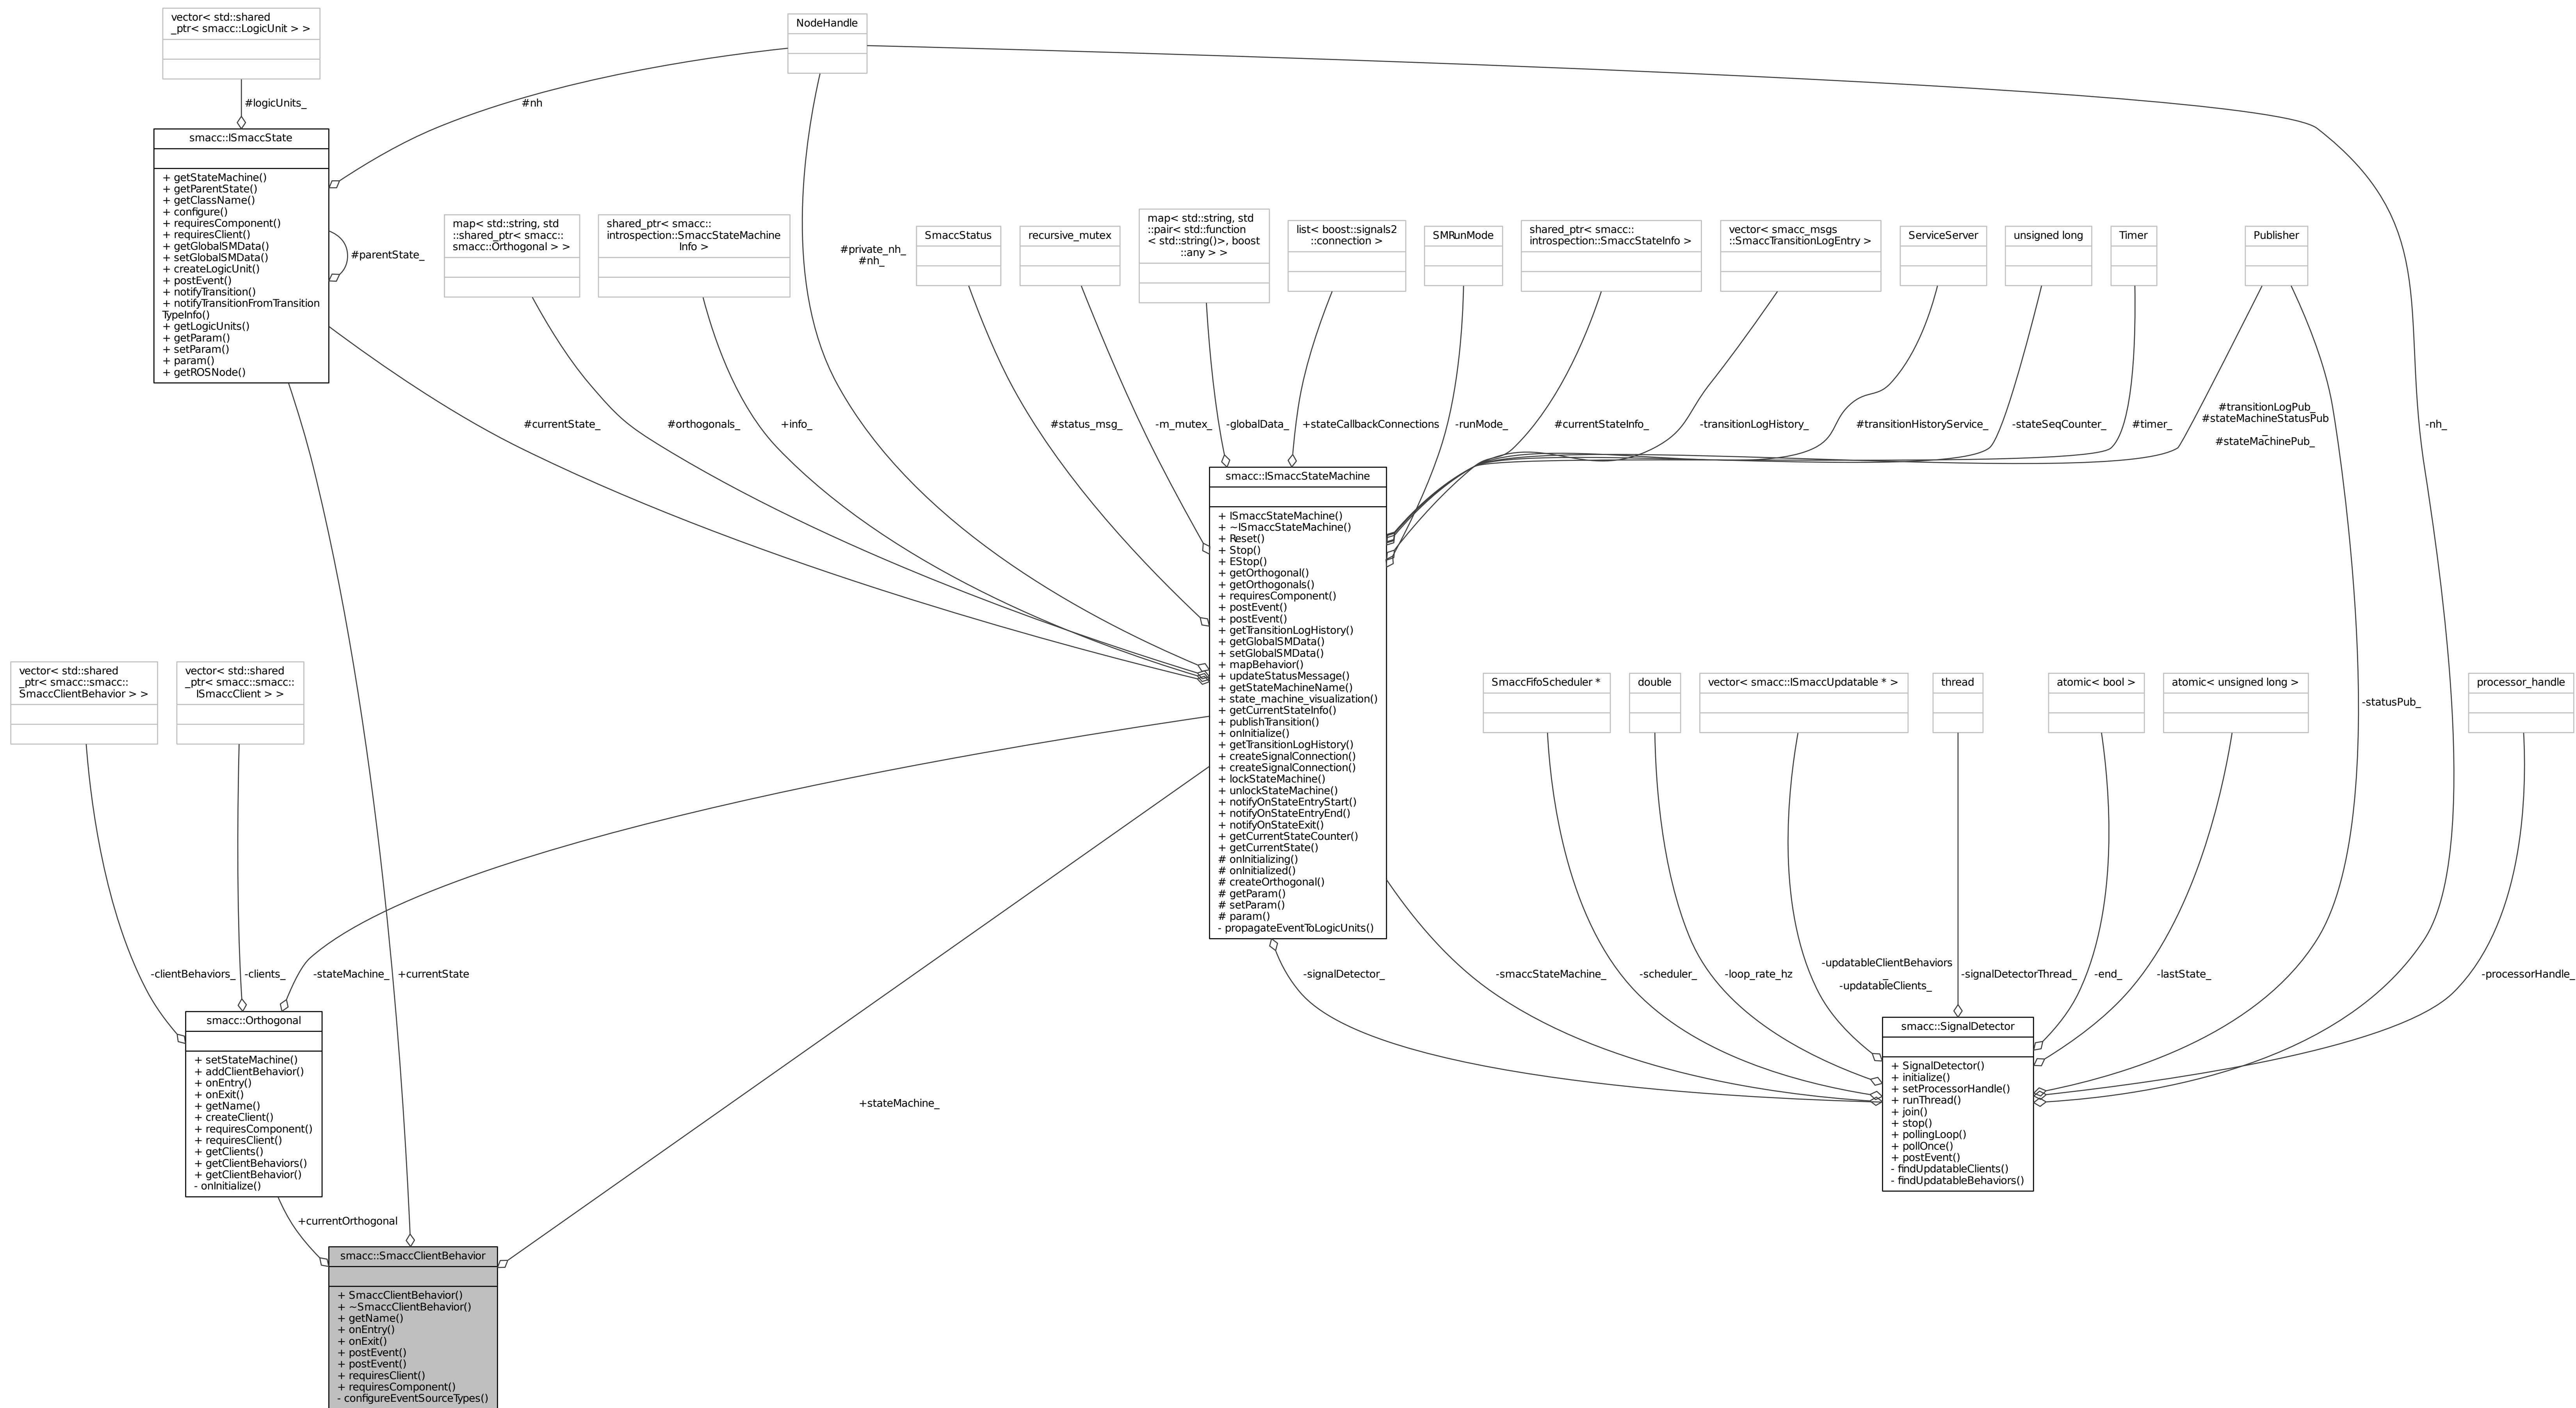 vector< std::shared
_ptr< smacc::LogicUnit > >
NodeHandle
#logicUnits_
#nh
smacc::ISmaccState
+ getStateMachine()
+ getParentState()
+ getClassName()
+ configure()
+ requiresComponent()
+ requiresClient()
+ getGlobalSMData()
+ setGlobalSMData()
+ createLogicUnit()
+ postEvent()
+ notifyTransition()
+ notifyTransitionFromTransition
TypeInfo()
+ getLogicUnits()
+ getParam()
+ setParam()
+ param()
+ getROSNode()
#parentState_
map< std::string, std
::shared_ptr< smacc::
smacc::Orthogonal > >
shared_ptr< smacc::
introspection::SmaccStateMachine
Info >
#private_nh_
#nh_
SmaccStatus
recursive_mutex
map< std::string, std
::pair< std::function
< std::string()>, boost
::any > >
list< boost::signals2
::connection >
SMRunMode
shared_ptr< smacc::
introspection::SmaccStateInfo >
vector< smacc_msgs
::SmaccTransitionLogEntry >
ServiceServer
unsigned long
Timer
Publisher
#currentState_
#orthogonals_
+info_
#status_msg_
-m_mutex_
-globalData_
+stateCallbackConnections
-runMode_
#currentStateInfo_
-transitionLogHistory_
#transitionHistoryService_
-stateSeqCounter_
#timer_
#transitionLogPub_
#stateMachineStatusPub
_
#stateMachinePub_
-nh_
smacc::ISmaccStateMachine
+ ISmaccStateMachine()
+ ~ISmaccStateMachine()
+ Reset()
+ Stop()
+ EStop()
+ getOrthogonal()
+ getOrthogonals()
+ requiresComponent()
+ postEvent()
+ postEvent()
+ getTransitionLogHistory()
+ getGlobalSMData()
+ setGlobalSMData()
+ mapBehavior()
+ updateStatusMessage()
+ getStateMachineName()
+ state_machine_visualization()
+ getCurrentStateInfo()
+ publishTransition()
+ onInitialize()
+ getTransitionLogHistory()
+ createSignalConnection()
+ createSignalConnection()
+ lockStateMachine()
+ unlockStateMachine()
+ notifyOnStateEntryStart()
+ notifyOnStateEntryEnd()
+ notifyOnStateExit()
+ getCurrentStateCounter()
+ getCurrentState()
# onInitializing()
# onInitialized()
# createOrthogonal()
# getParam()
# setParam()
# param()
- propagateEventToLogicUnits()
vector< std::shared
_ptr< smacc::smacc::
SmaccClientBehavior > >
vector< std::shared
_ptr< smacc::smacc::
ISmaccClient > >
SmaccFifoScheduler *
double
vector< smacc::ISmaccUpdatable * >
thread
atomic< bool >
atomic< unsigned long >
-statusPub_
processor_handle
-clientBehaviors_
-clients_
-stateMachine_
+currentState
-signalDetector_
-smaccStateMachine_
-scheduler_
-loop_rate_hz
-updatableClientBehaviors
_
-updatableClients_
-signalDetectorThread_
-end_
-lastState_
-processorHandle_
smacc::Orthogonal
+ setStateMachine()
+ addClientBehavior()
+ onEntry()
+ onExit()
+ getName()
+ createClient()
+ requiresComponent()
+ requiresClient()
+ getClients()
+ getClientBehaviors()
+ getClientBehavior()
- onInitialize()
+stateMachine_
smacc::SignalDetector
+ SignalDetector()
+ initialize()
+ setProcessorHandle()
+ runThread()
+ join()
+ stop()
+ pollingLoop()
+ pollOnce()
+ postEvent()
- findUpdatableClients()
- findUpdatableBehaviors()
+currentOrthogonal
smacc::SmaccClientBehavior
+ SmaccClientBehavior()
+ ~SmaccClientBehavior()
+ getName()
+ onEntry()
+ onExit()
+ postEvent()
+ postEvent()
+ requiresClient()
+ requiresComponent()
- configureEventSourceTypes()